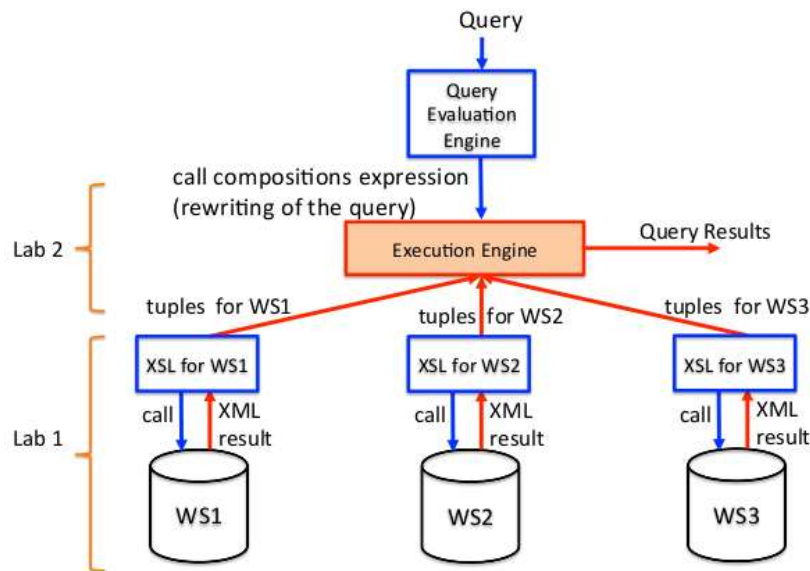 Query
Query
Evaluation
Engine
call compositions expression
(rewriting of the query)
Lab 2
Execution Engine
Query Results
tuples for WS1
tuples for WS2
tuples for WS3
XSL for WS1
XSL for WS2
XSL for WS3
Lab 1
call
XML
result
call
XML
result
call
XML
result
WS1
WS2
WS3